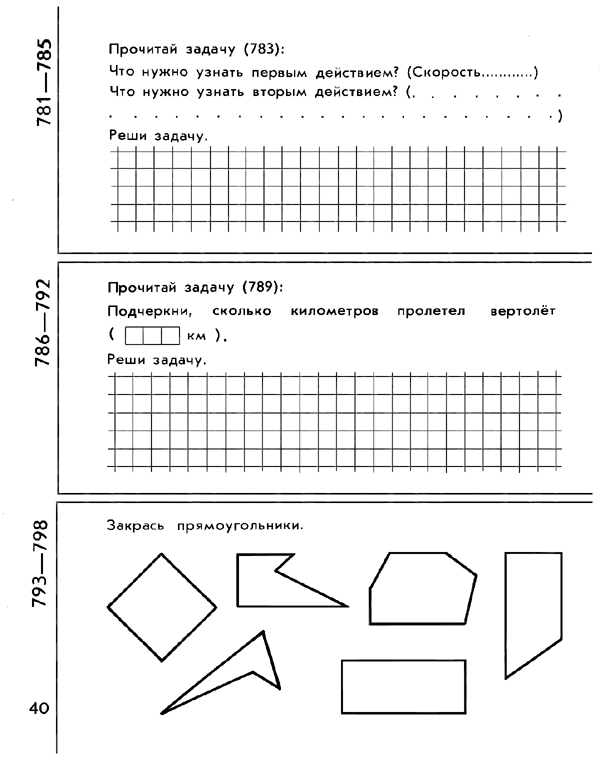 781—785
Прочитай задачу (783):
Что нужно узнать первым действием? (Скорость............)
Что нужно узнать вторым действием? (. . . . . . . .
. . . . . . . . . . . . . . . . . . . . . . .)
Реши задачу.
786—792
Прочитай задачу (789):
Подчеркни, сколько километров пролетел вертолёт
( км ).
Реши задачу.
793—798
Закрась прямоугольники.
40